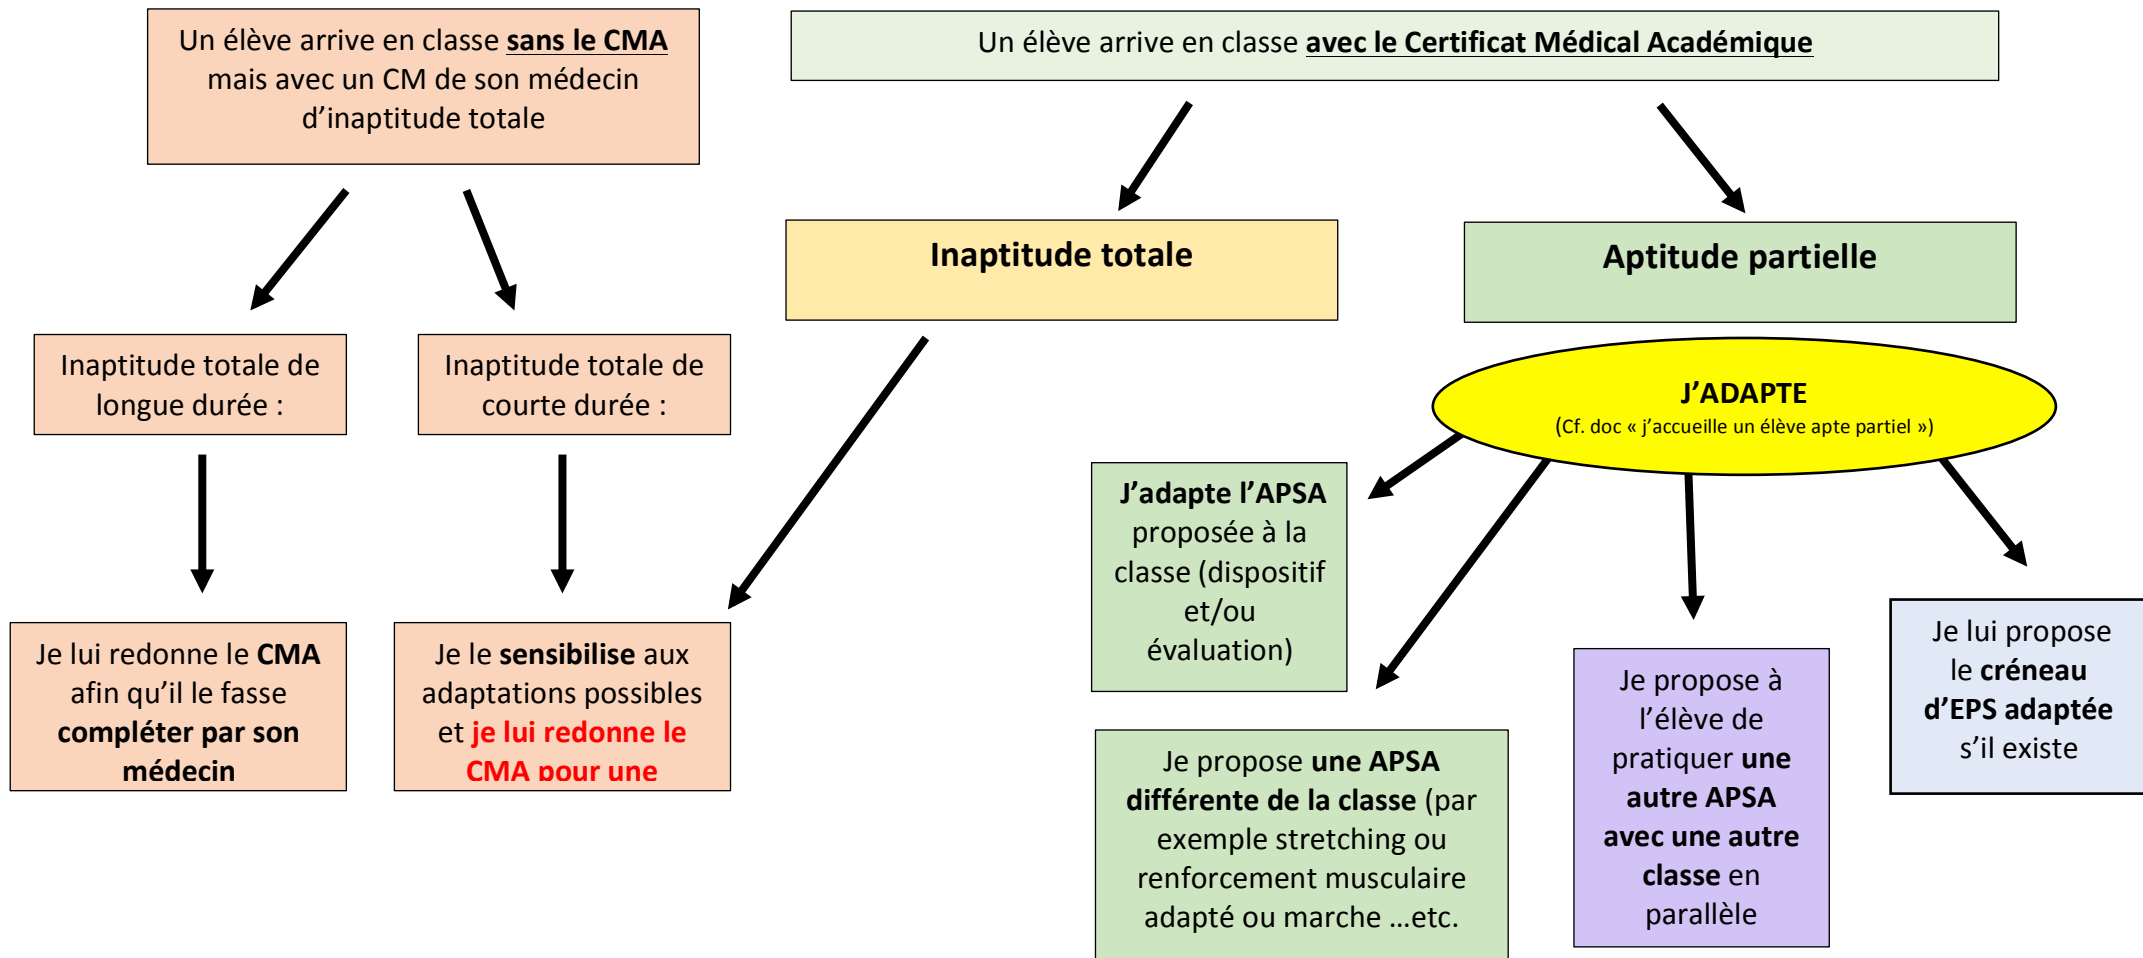 Un élève arrive en classe sans le CMA
mais avec un CM de son médecin
d’inaptitude totale
Un élève arrive en classe avec le Certificat Médical Académique
Inaptitude totale
Aptitude partielle
Inaptitude totale de
longue durée :
Inaptitude totale de
courte durée :
J’ADAPTE
(Cf. doc « j’accueille un élève apte partiel »)
Je lui redonne le CMA
afin qu’il le fasse
compléter par son
médecin
Je le sensibilise aux
adaptations possibles
et je lui redonne le
CMA pour une
J’adapte l’APSA
proposée à la
classe (dispositif
et/ou
évaluation)
Je propose une APSA
différente de la classe (par
exemple stretching ou
renforcement musculaire
adapté ou marche ...etc.
Je propose à
l’élève de
pratiquer une
autre APSA
avec une autre
classe en
parallèle
Je lui propose
le créneau
d’EPS adaptée
s’il existe